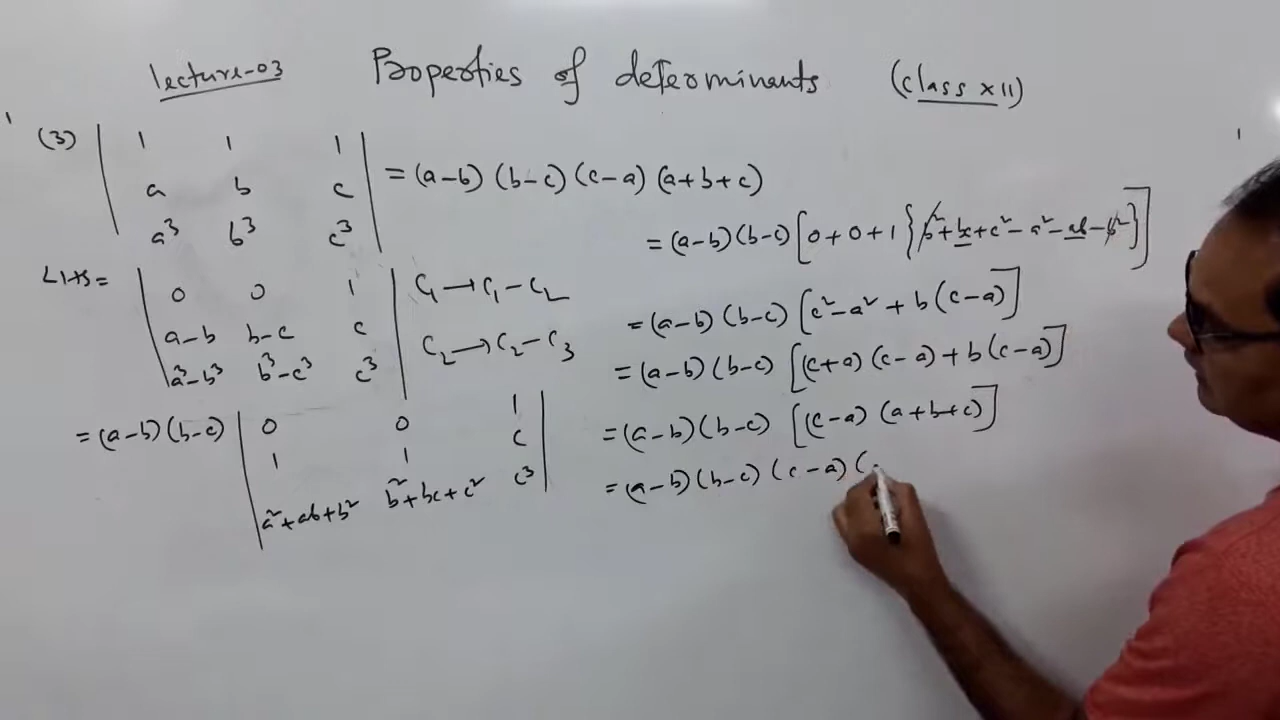 lecture-03 Properties of determinants (class XII)
(3) | 1 1 1 |
| a b c | = (a-b) (b-c) (c-a) (a+b+c)
| a³ b³ c³ |
LHS = | 0 0 1 | C₁→C₁-C₂
| a-b b-c c | C₂→C₂-C₃
| a³-b³ b³-c³ c³ |
= (a-b)(b-c) | 0 0 1 |
| 1 1 c |
| a²+ab+b² b²+bc+c² c³ |
= (a-b)(b-c)[0+0+1{b²+bc+c²-a²-ab-b²}]
= (a-b)(b-c)[c²-a²+b(c-a)]
= (a-b)(b-c)[(c+a)(c-a)+b(c-a)]
= (a-b)(b-c)[(c-a)(a+b+c)]
= (a-b)(b-c)(c-a)(